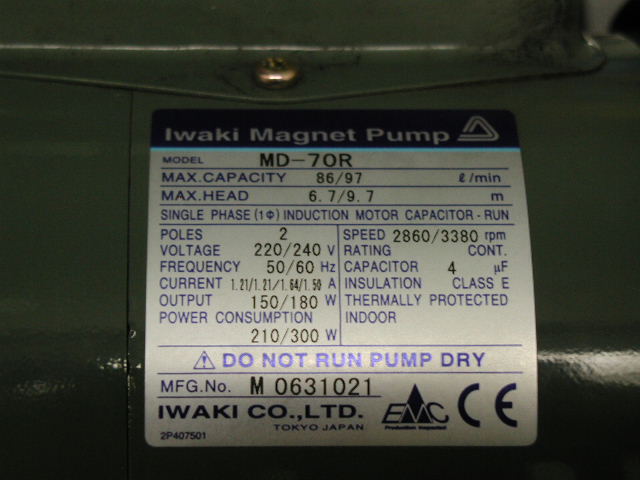 Iwaki Magnet Pump
MODEL MD-70R
MAX.CAPACITY 86/97 ℓ/min
MAX.HEAD 6.7/9.7 m
SINGLE PHASE (1Φ) INDUCTION MOTOR CAPACITOR-RUN
POLES 2
VOLTAGE 220/240 V
FREQUENCY 50/60 Hz
CURRENT 1.21/1.21/1.64/1.50 A
OUTPUT 150/180 W
POWER CONSUMPTION
210/300 W
SPEED 2860/3380 rpm
RATING CONT.
CAPACITOR 4 μF
INSULATION CLASS E
THERMALLY PROTECTED
INDOOR
⚠ DO NOT RUN PUMP DRY
MFG.No. M 0631021
IWAKI CO.,LTD.
TOKYO JAPAN
EMC
Production Inspected
CE
2P407501